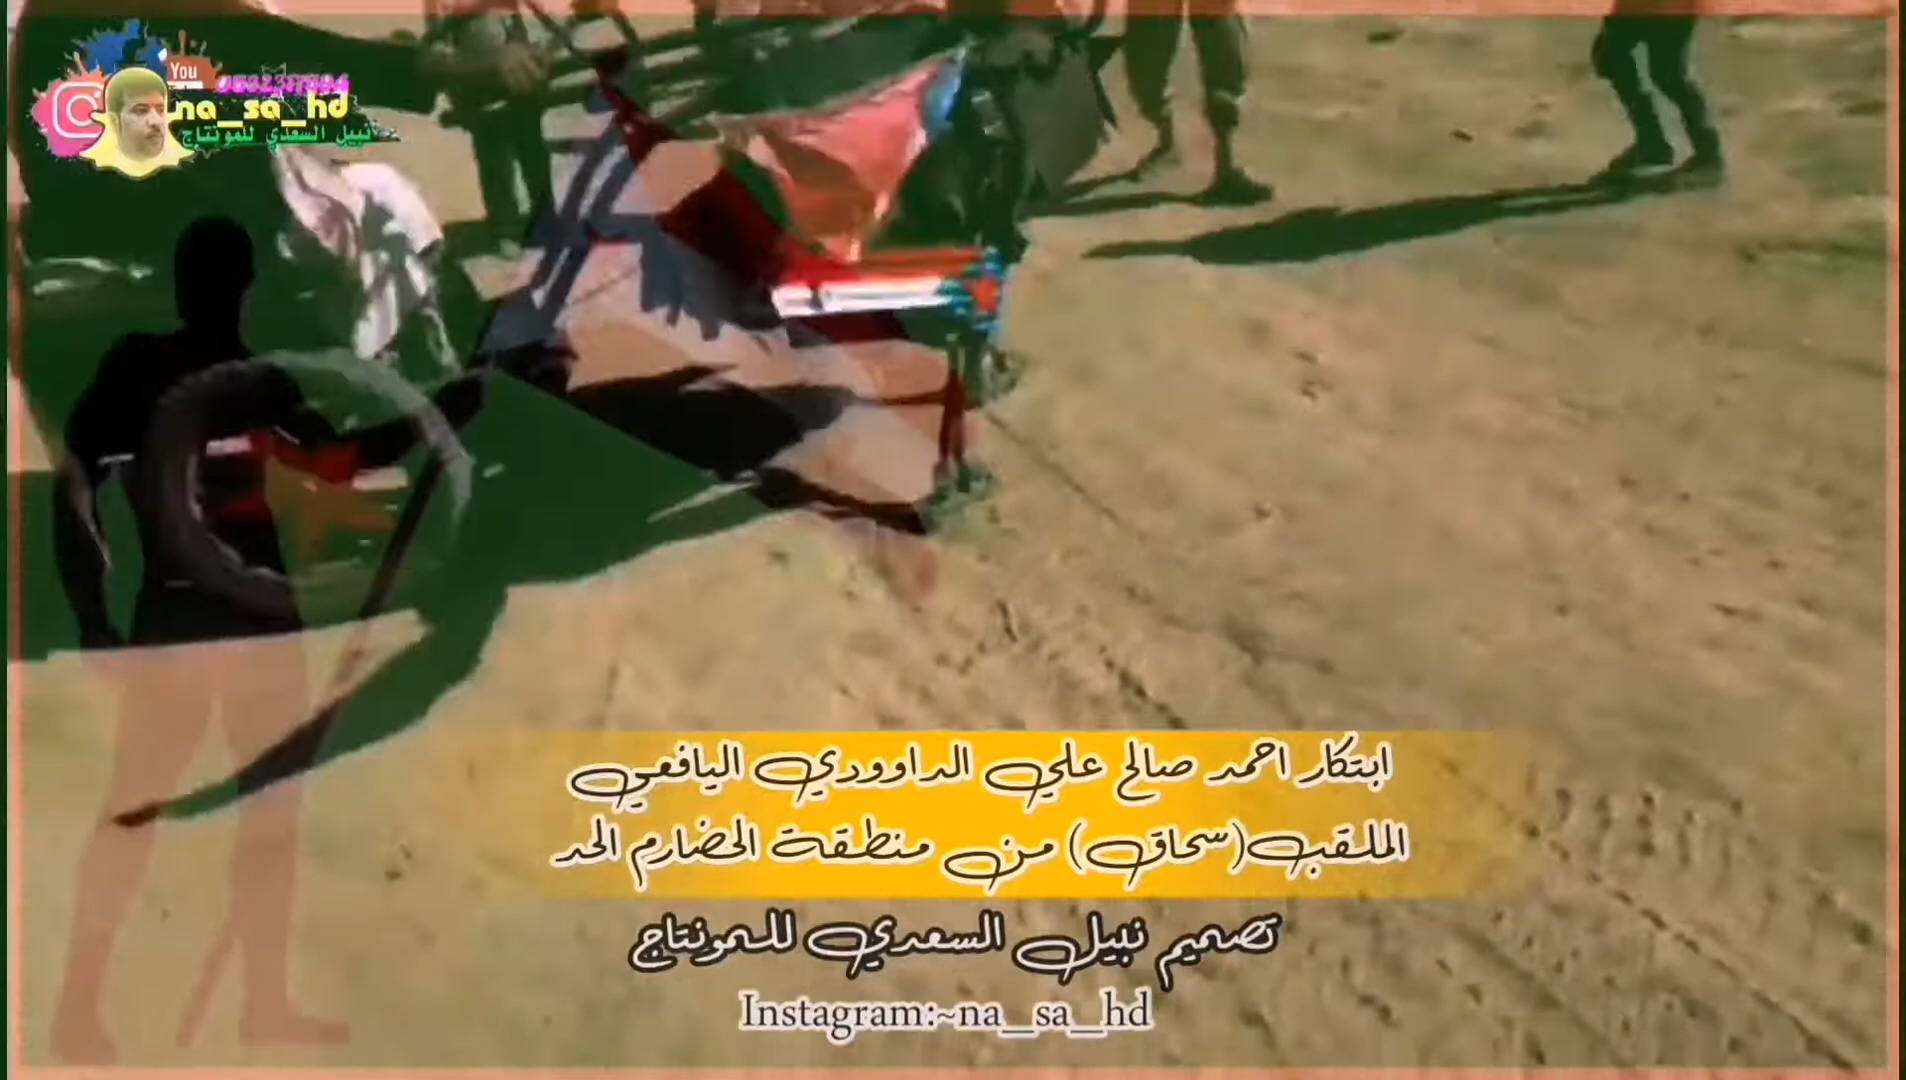 You
na_sa_hd
نبيل السعدي للمونتاج
ابتكار احمد صالح علي الداوودي اليافعي
الملقب(سحاق) من منطقة الحضارم الحد
تصميم نبيل السعدي للمونتاج
Instagram:~na_sa_hd